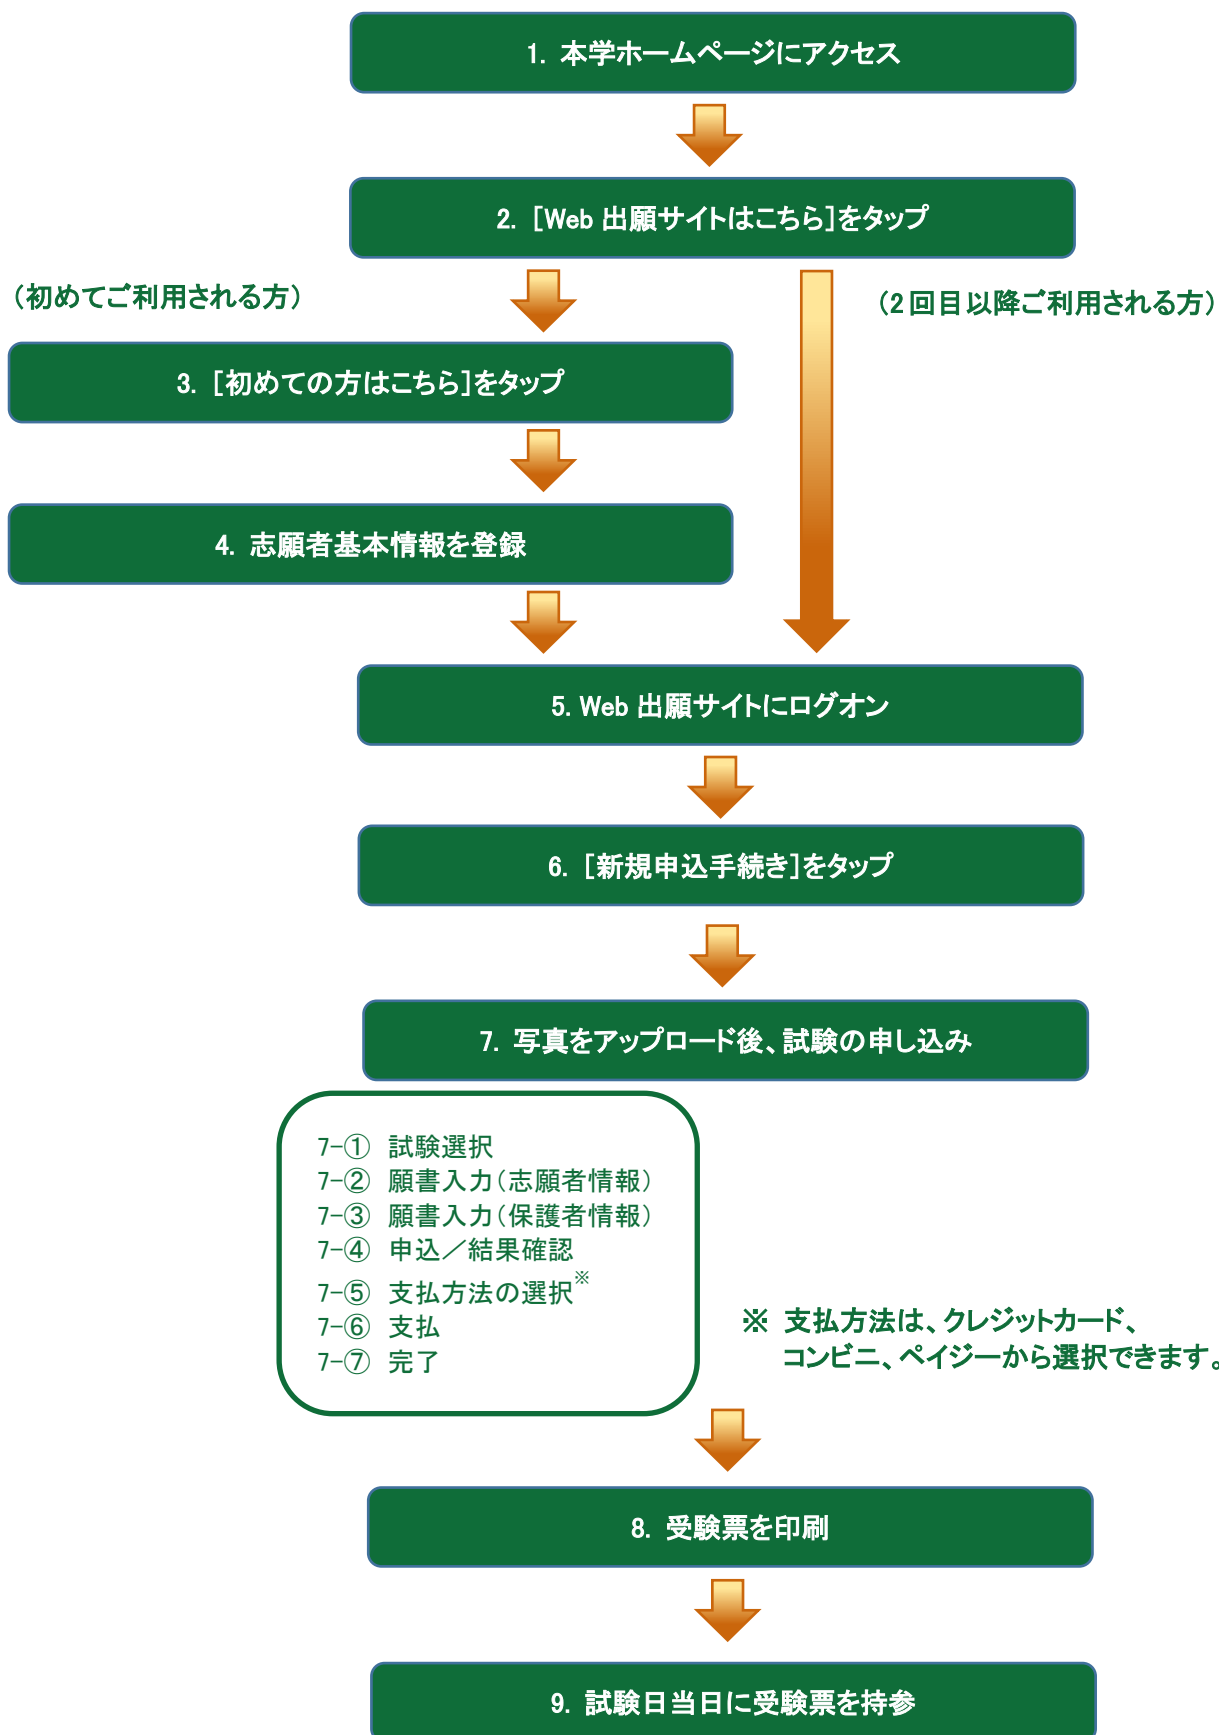 1. 本学ホームページにアクセス
2. [Web 出願サイトはこちら]をタップ
(初めてご利用される方)
(2回目以降ご利用される方)
3. [初めての方はこちら]をタップ
4. 志願者基本情報を登録
5. Web 出願サイトにログオン
6. [新規申込手続き]をタップ
7. 写真をアップロード後、試験の申し込み
7-① 試験選択
7-② 願書入力(志願者情報)
7-③ 願書入力(保護者情報)
7-④ 申込/結果確認
7-⑤ 支払方法の選択※
7-⑥ 支払
7-⑦ 完了
※ 支払方法は、クレジットカード、
コンビニ、ペイジーから選択できます。
8. 受験票を印刷
9. 試験日当日に受験票を持参